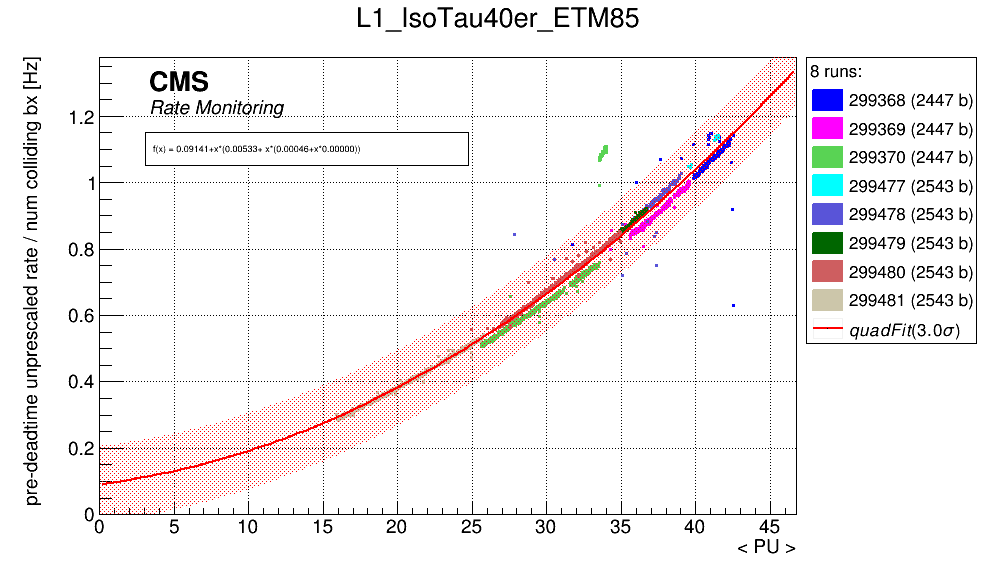 L1_IsoTau40er_ETM85
pre-deadtime unprescaled rate / num colliding bx [Hz]
CMS
Rate Monitoring
f(x) = 0.09141+x*(0.00533+ x*(0.00046+x*0.00000))
1.2
1
0.8
0.6
0.4
0.2
0
0 5 10 15 20 25 30 35 40 45
< PU >
8 runs:
299368 (2447 b)
299369 (2447 b)
299370 (2447 b)
299477 (2543 b)
299478 (2543 b)
299479 (2543 b)
299480 (2543 b)
299481 (2543 b)
quadFit(3.0σ)